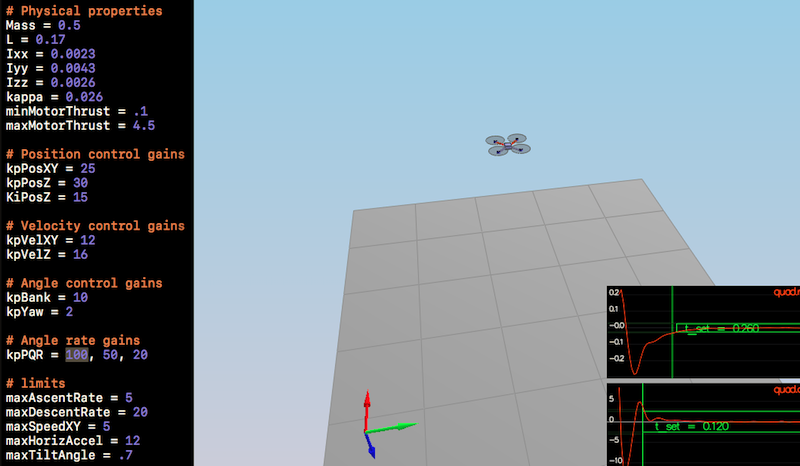 # Physical properties
Mass = 0.5
L = 0.17
Ixx = 0.0023
Iyy = 0.0043
Izz = 0.0026
kappa = 0.026
minMotorThrust = .1
maxMotorThrust = 4.5
# Position control gains
kpPosXY = 25
kpPosZ = 30
KiPosZ = 15
# Velocity control gains
kpVelXY = 12
kpVelZ = 16
# Angle control gains
kpBank = 10
kpYaw = 2
# Angle rate gains
kpPQR = 100, 50, 20
# limits
maxAscentRate = 5
maxDescentRate = 20
maxSpeedXY = 5
maxHorizAccel = 12
maxTiltAngle = .7
0.2
quad.r
0.1
-0.0
t_set = 0.260
-0.1
-0.2
quad.
5
0
t_set = 0.120
-5
-10